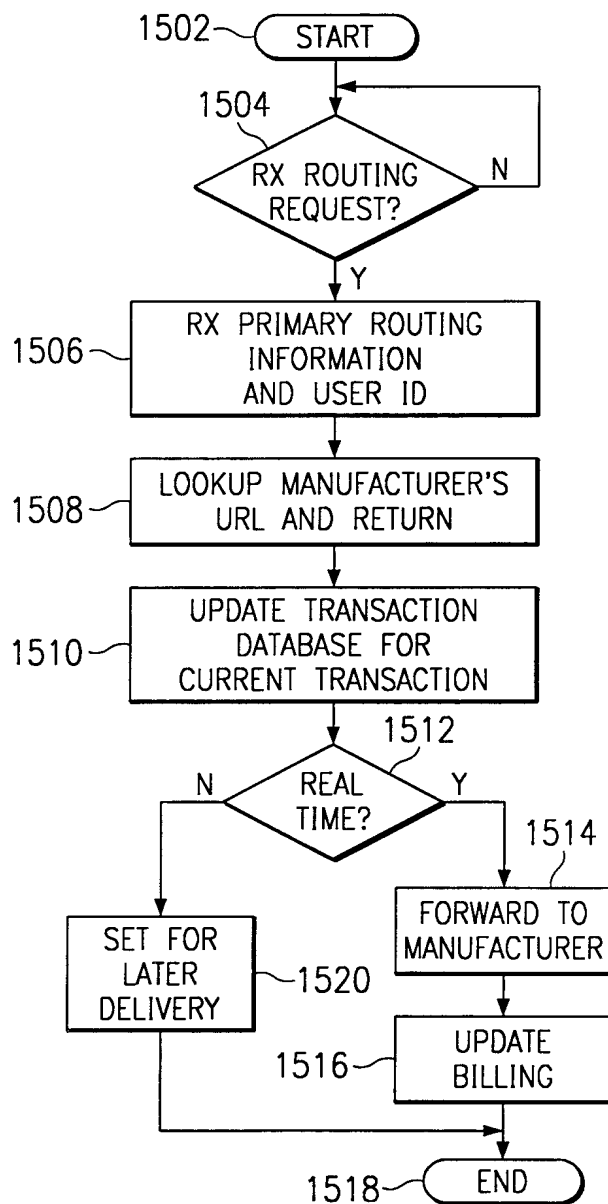 1502
START
1504
RX ROUTING
REQUEST?
N
Y
1506
RX PRIMARY ROUTING
INFORMATION
AND USER ID
1508
LOOKUP MANUFACTURER'S
URL AND RETURN
1510
UPDATE TRANSACTION
DATABASE FOR
CURRENT TRANSACTION
1512
N
REAL
TIME?
Y
1514
FORWARD TO
MANUFACTURER
SET FOR
LATER
DELIVERY
1520
1516
UPDATE
BILLING
1518
END